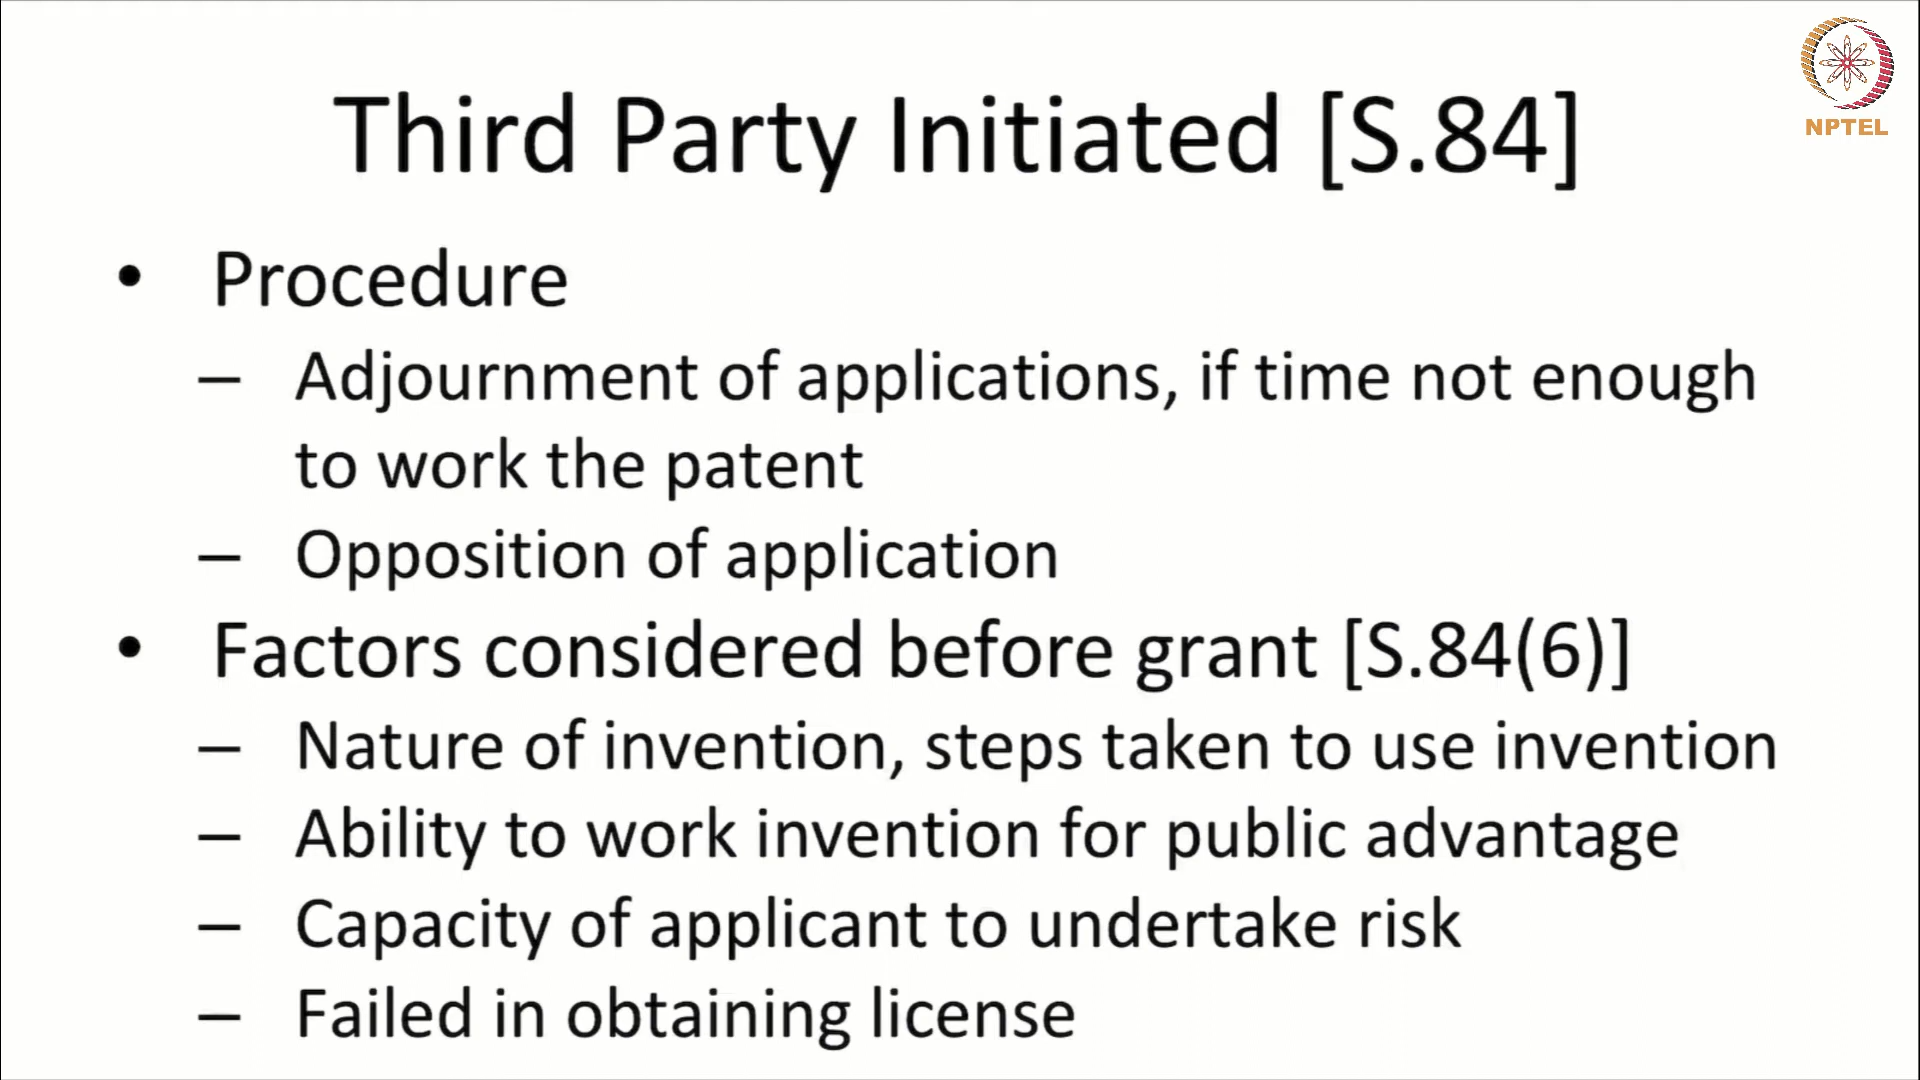 NPTEL
Third Party Initiated [S.84]
• Procedure
– Adjournment of applications, if time not enough
to work the patent
– Opposition of application
• Factors considered before grant [S.84(6)]
– Nature of invention, steps taken to use invention
– Ability to work invention for public advantage
– Capacity of applicant to undertake risk
– Failed in obtaining license